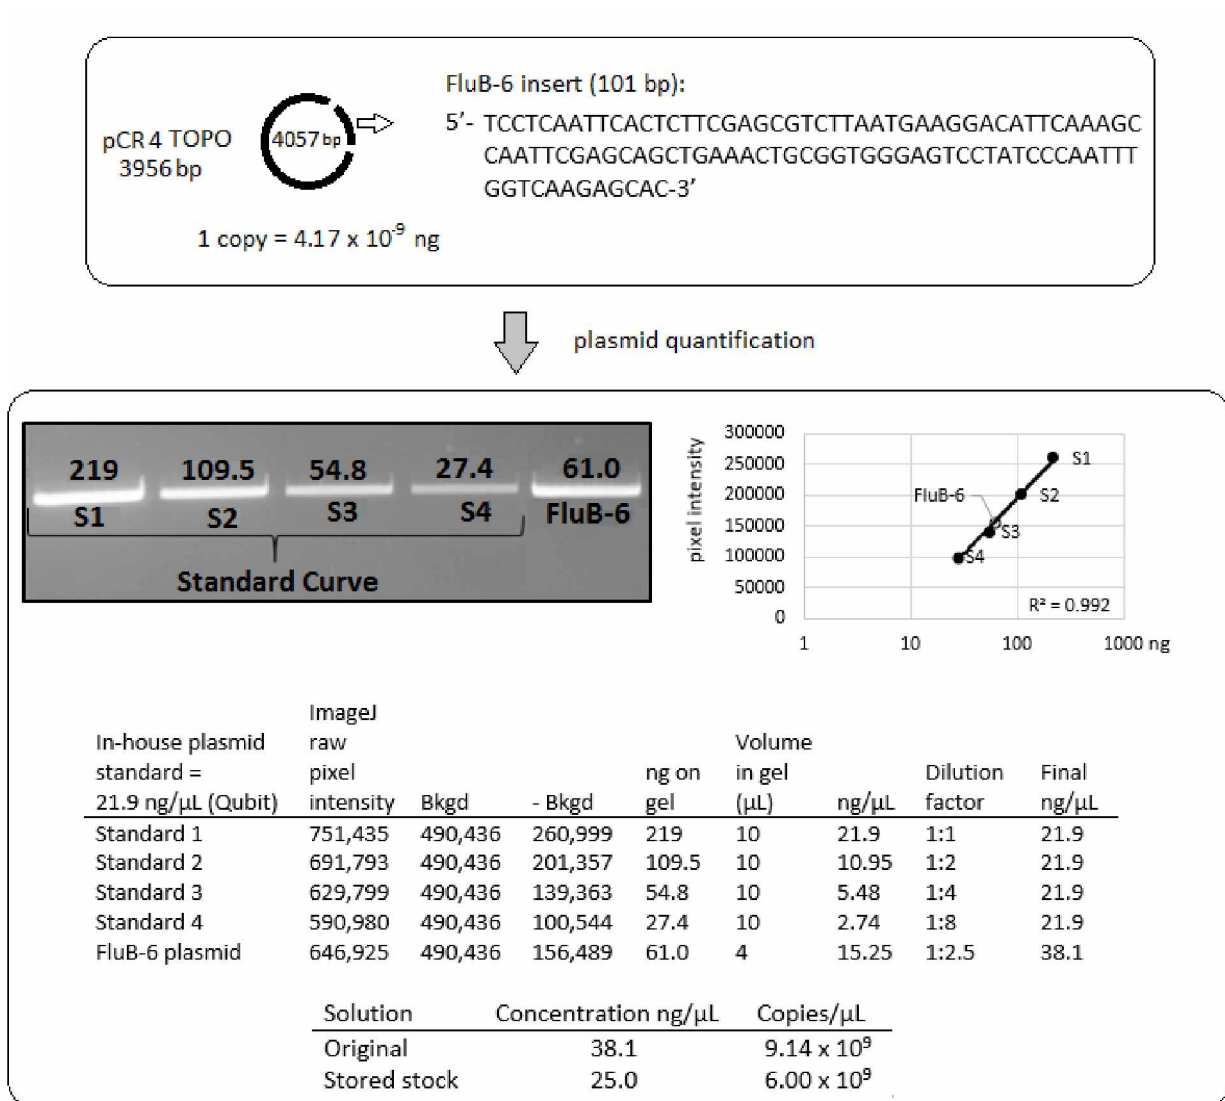 FluB-6 insert (101 bp):
5'- TCCTCAATTCACTCTTCGAGCGTCTTAATGAAGGACATTCAAAGC
CAATTCGAGCAGCTGAAACTGCGGTGGGAGTCCTATCCCAATTT
GGTCAAGAGCAC-3'
pCR 4 TOPO
3956 bp
4057 bp
1 copy = 4.17 x 10⁻⁹ ng
plasmid quantification
219 109.5 54.8 27.4 61.0
S1 S2 S3 S4 FluB-6
Standard Curve
pixel intensity
300000
250000
200000
150000
100000
50000
0
S1
S2
FluB-6
S3
S4
R² = 0.992
1 10 100 1000 ng
In-house plasmid standard = 21.9 ng/µL (Qubit) ImageJ raw pixel intensity Bkgd - Bkgd ng on gel Volume in gel (µL) ng/µL Dilution factor Final ng/µL
Standard 1 751,435 490,436 260,999 219 10 21.9 1:1 21.9
Standard 2 691,793 490,436 201,357 109.5 10 10.95 1:2 21.9
Standard 3 629,799 490,436 139,363 54.8 10 5.48 1:4 21.9
Standard 4 590,980 490,436 100,544 27.4 10 2.74 1:8 21.9
FluB-6 plasmid 646,925 490,436 156,489 61.0 4 15.25 1:2.5 38.1
Solution Concentration ng/µL Copies/µL
Original 38.1 9.14 x 10⁹
Stored stock 25.0 6.00 x 10⁹